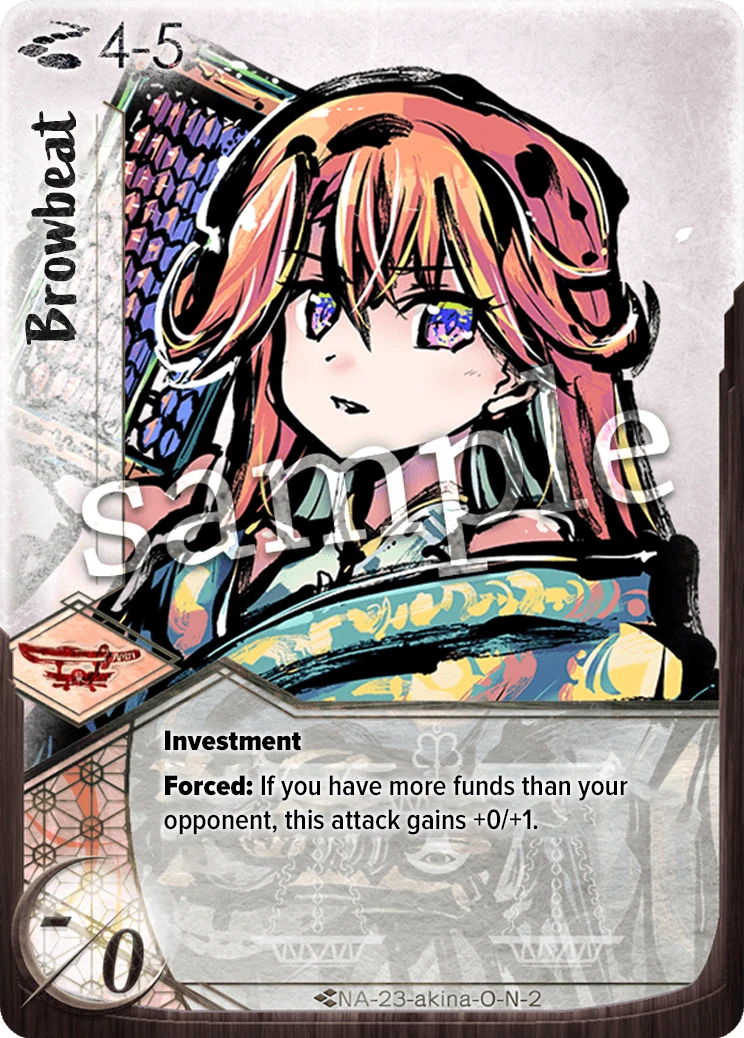 4-5
Browbeat
sample
Investment
Forced: If you have more funds than your
opponent, this attack gains +0/+1.
-/0
NA-23-akina-O-N-2